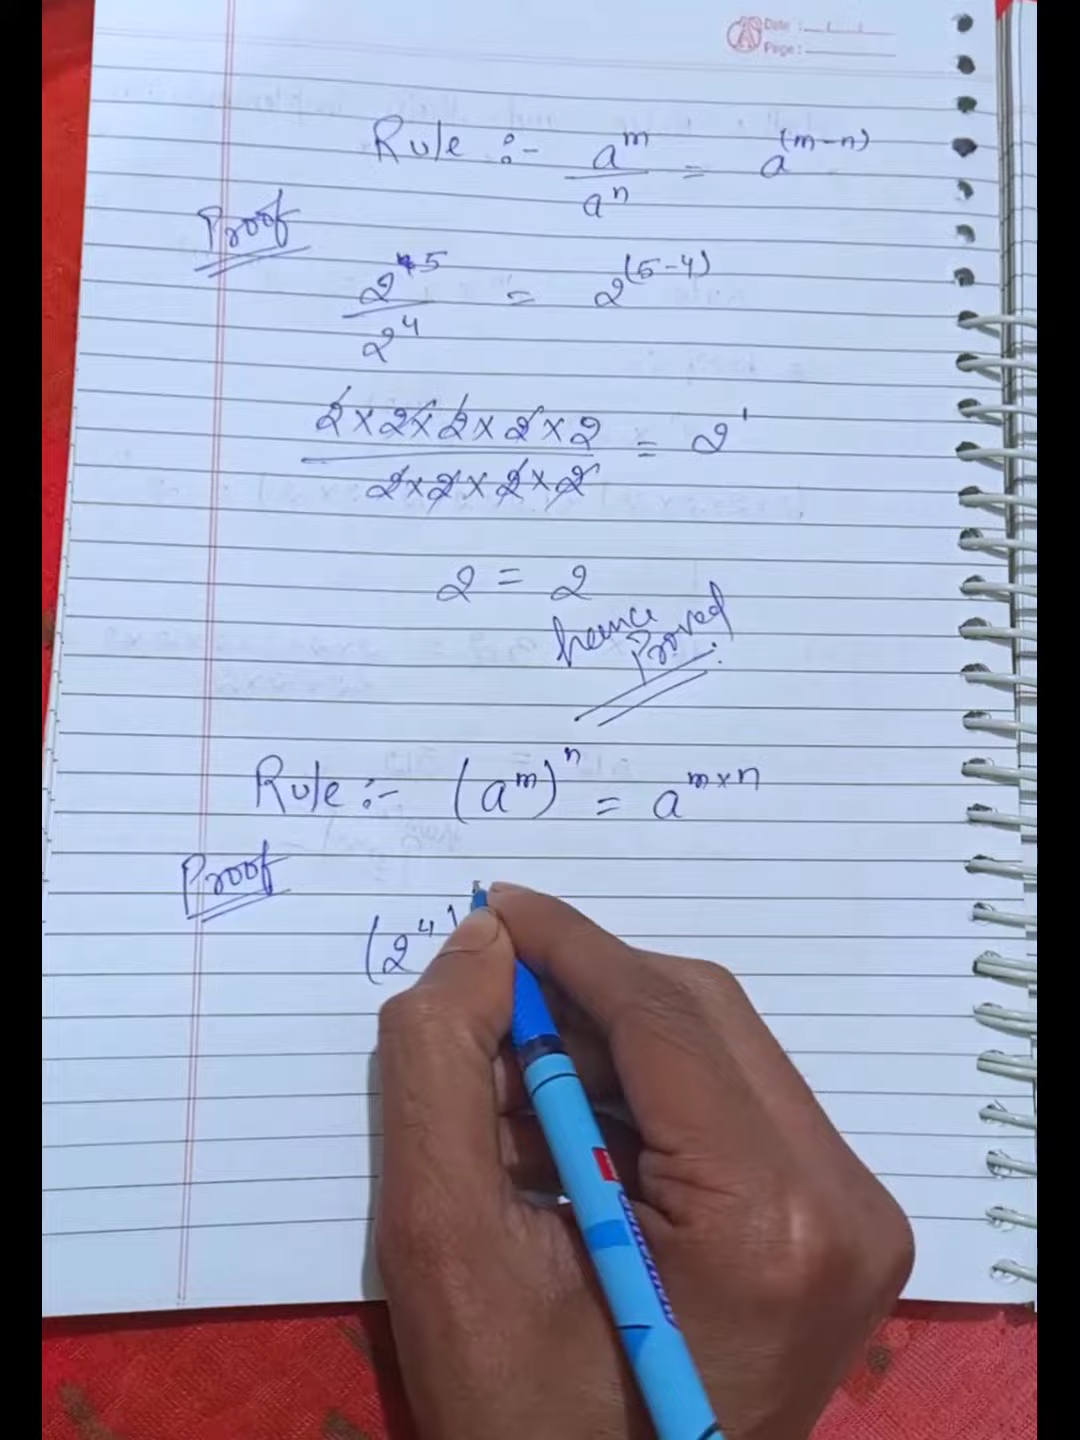 Date :
Page :
Rule :- a^m / a^n = a^(m-n)
Proof
2^5 / 2^4 = 2^(5-4)
2 × 2 × 2 × 2 × 2 / 2 × 2 × 2 × 2 = 2^1
2 = 2
hence Proved
Rule :- (a^m)^n = a^m×n
Proof
(2^4)